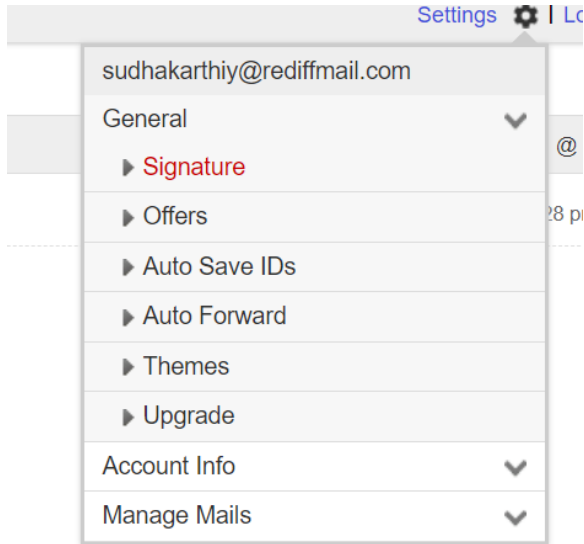 Settings | Lo
sudhakarthiy@rediffmail.com
General
@
Signature
Offers
28 p
Auto Save IDs
Auto Forward
Themes
Upgrade
Account Info
Manage Mails